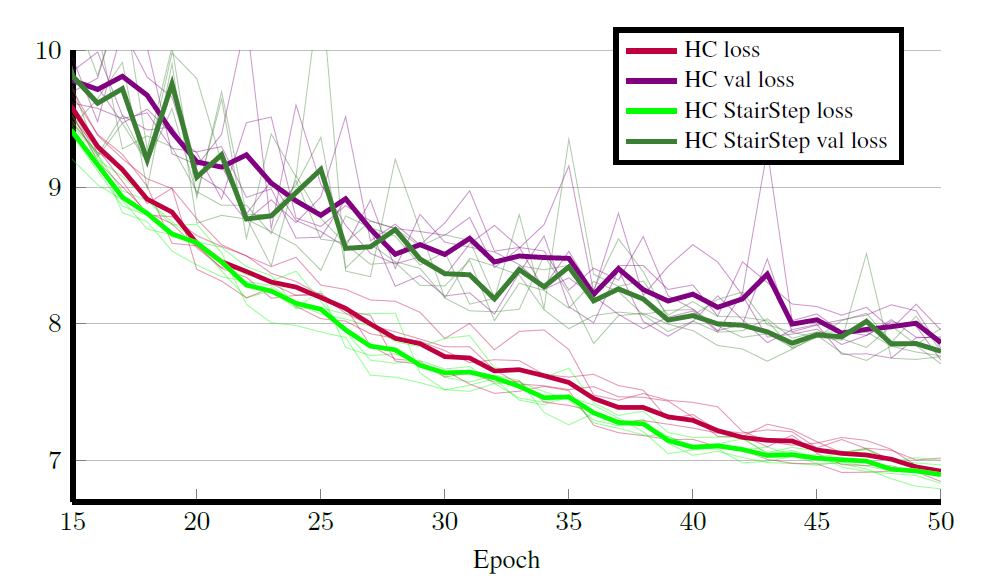 HC loss
HC val loss
HC StairStep loss
HC StairStep val loss
10
9
8
7
15 20 25 30 35 40 45 50
Epoch